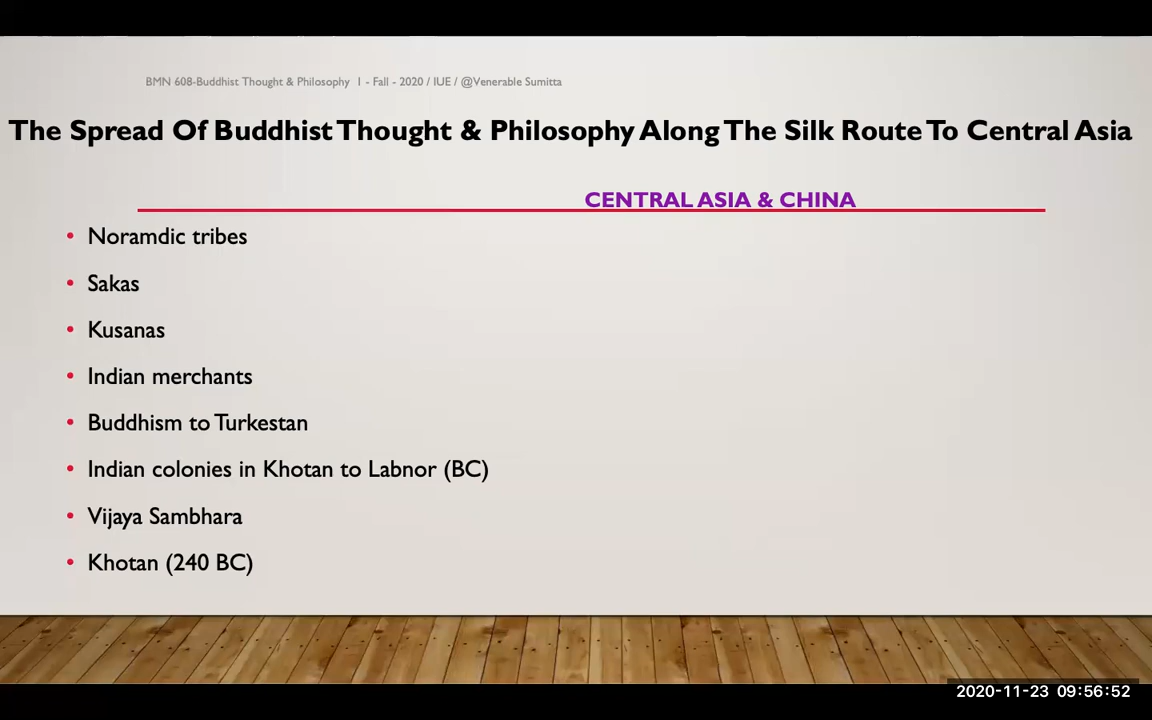 BMN 608-Buddhist Thought & Philosophy 1 - Fall - 2020 / IUE / @Venerable Sumitta
The Spread Of Buddhist Thought & Philosophy Along The Silk Route To Central Asia
CENTRAL ASIA & CHINA
• Noramdic tribes
• Sakas
• Kusanas
• Indian merchants
• Buddhism to Turkestan
• Indian colonies in Khotan to Labnor (BC)
• Vijaya Sambhara
• Khotan (240 BC)
2020-11-23 09:56:52